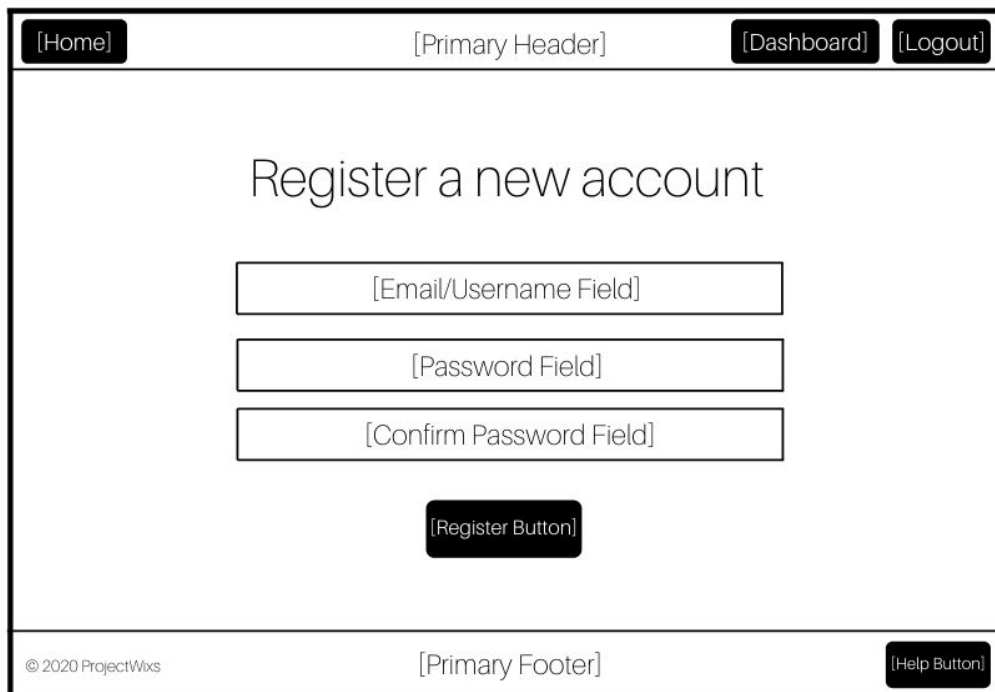 [Home]
[Primary Header]
[Dashboard]
[Logout]
Register a new account
[Email/Username Field]
[Password Field]
[Confirm Password Field]
[Register Button]
© 2020 ProjectWixs
[Primary Footer]
[Help Button]